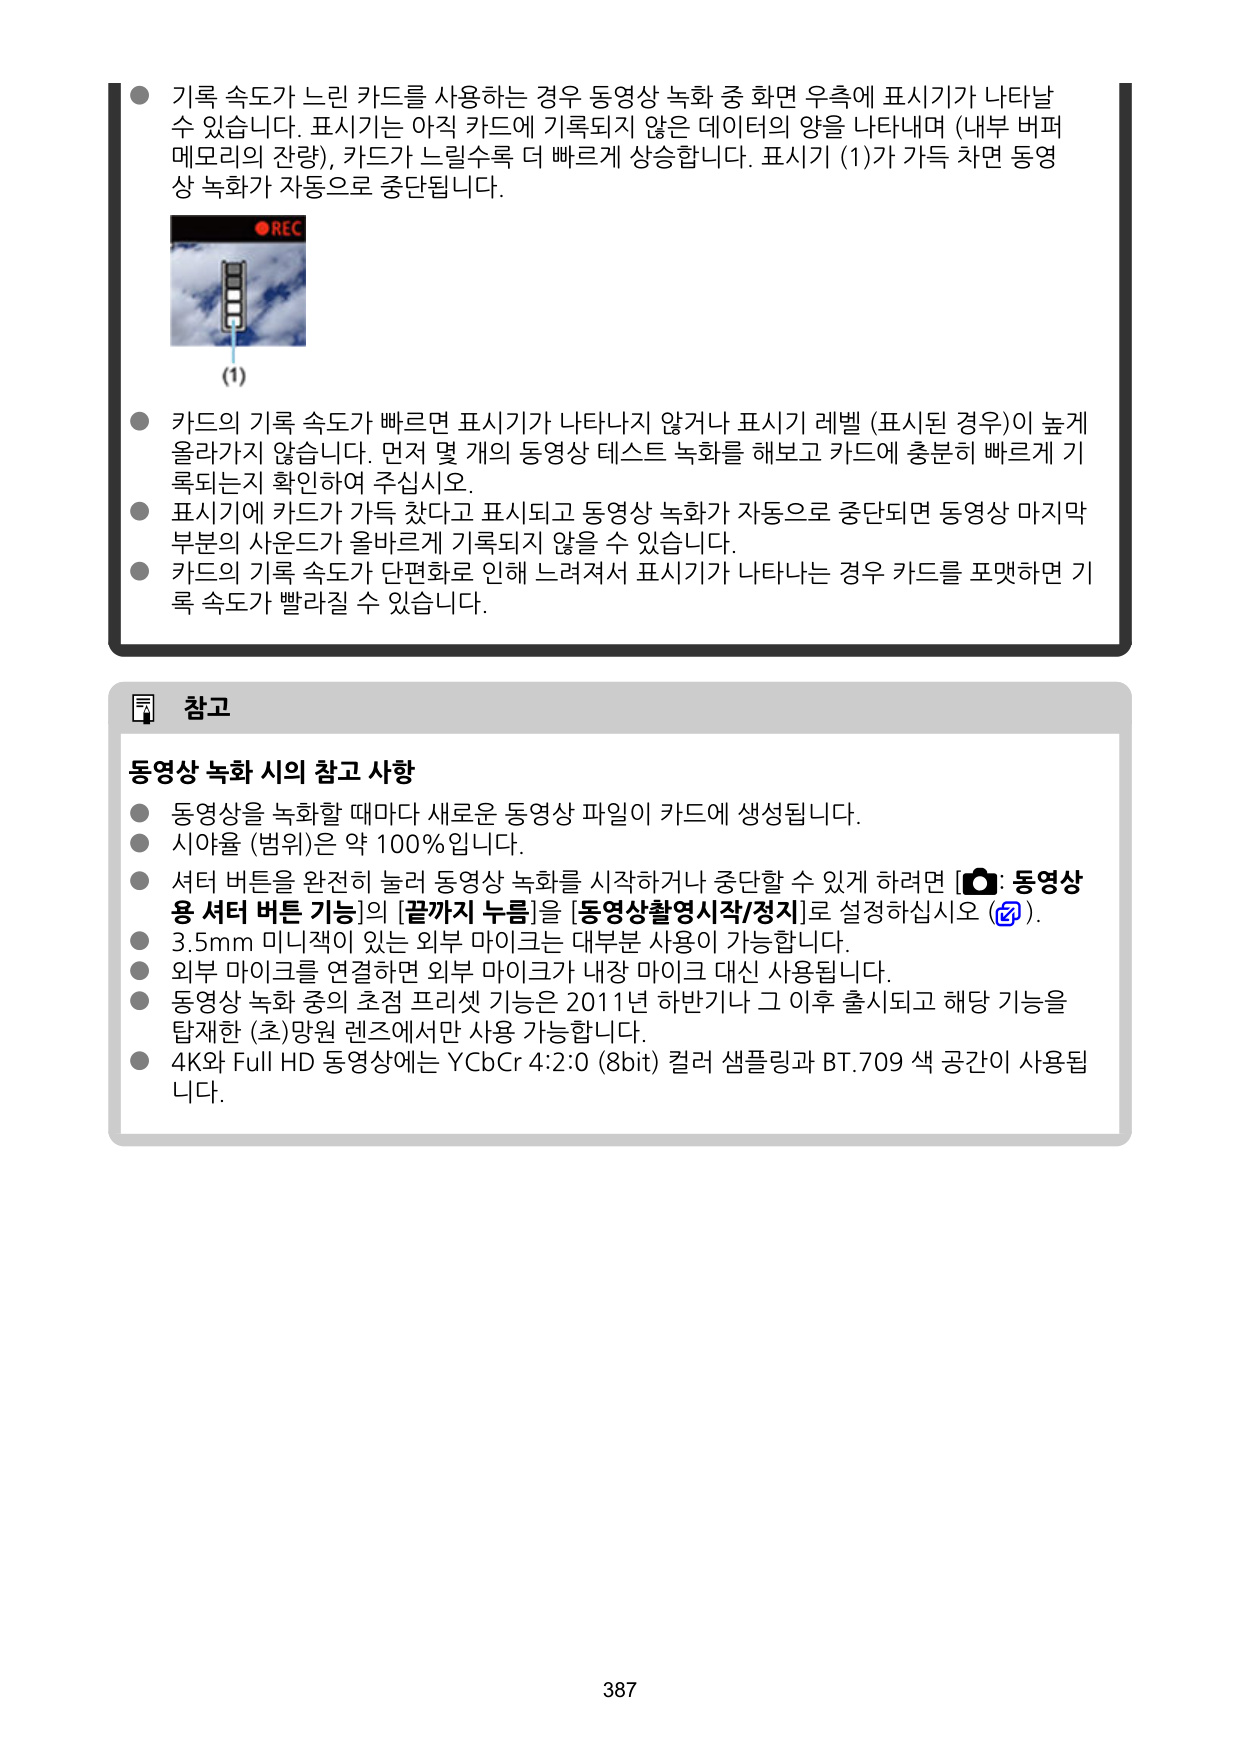 ● 기록 속도가 느린 카드를 사용하는 경우 동영상 녹화 중 화면 우측에 표시기가 나타날
수 있습니다. 표시기는 아직 카드에 기록되지 않은 데이터의 양을 나타내며 (내부 버퍼
메모리의 잔량), 카드가 느릴수록 더 빠르게 상승합니다. 표시기 (1)가 가득 차면 동영
상 녹화가 자동으로 중단됩니다.
●REC
(1)
● 카드의 기록 속도가 빠르면 표시기가 나타나지 않거나 표시기 레벨 (표시된 경우)이 높게
올라가지 않습니다. 먼저 몇 개의 동영상 테스트 녹화를 해보고 카드에 충분히 빠르게 기
록되는지 확인하여 주십시오.
● 표시기에 카드가 가득 찼다고 표시되고 동영상 녹화가 자동으로 중단되면 동영상 마지막
부분의 사운드가 올바르게 기록되지 않을 수 있습니다.
● 카드의 기록 속도가 단편화로 인해 느려져서 표시기가 나타나는 경우 카드를 포맷하면 기
록 속도가 빨라질 수 있습니다.
참고
동영상 녹화 시의 참고 사항
● 동영상을 녹화할 때마다 새로운 동영상 파일이 카드에 생성됩니다.
● 시야율 (범위)은 약 100%입니다.
● 셔터 버튼을 완전히 눌러 동영상 녹화를 시작하거나 중단할 수 있게 하려면 [: 동영상
용 셔터 버튼 기능]의 [끝까지 누름]을 [동영상촬영시작/정지]로 설정하십시오 ().
● 3.5mm 미니잭이 있는 외부 마이크는 대부분 사용이 가능합니다.
● 외부 마이크를 연결하면 외부 마이크가 내장 마이크 대신 사용됩니다.
● 동영상 녹화 중의 초점 프리셋 기능은 2011년 하반기나 그 이후 출시되고 해당 기능을
탑재한 (초)망원 렌즈에서만 사용 가능합니다.
● 4K와 Full HD 동영상에는 YCbCr 4:2:0 (8bit) 컬러 샘플링과 BT.709 색 공간이 사용됩
니다.
387